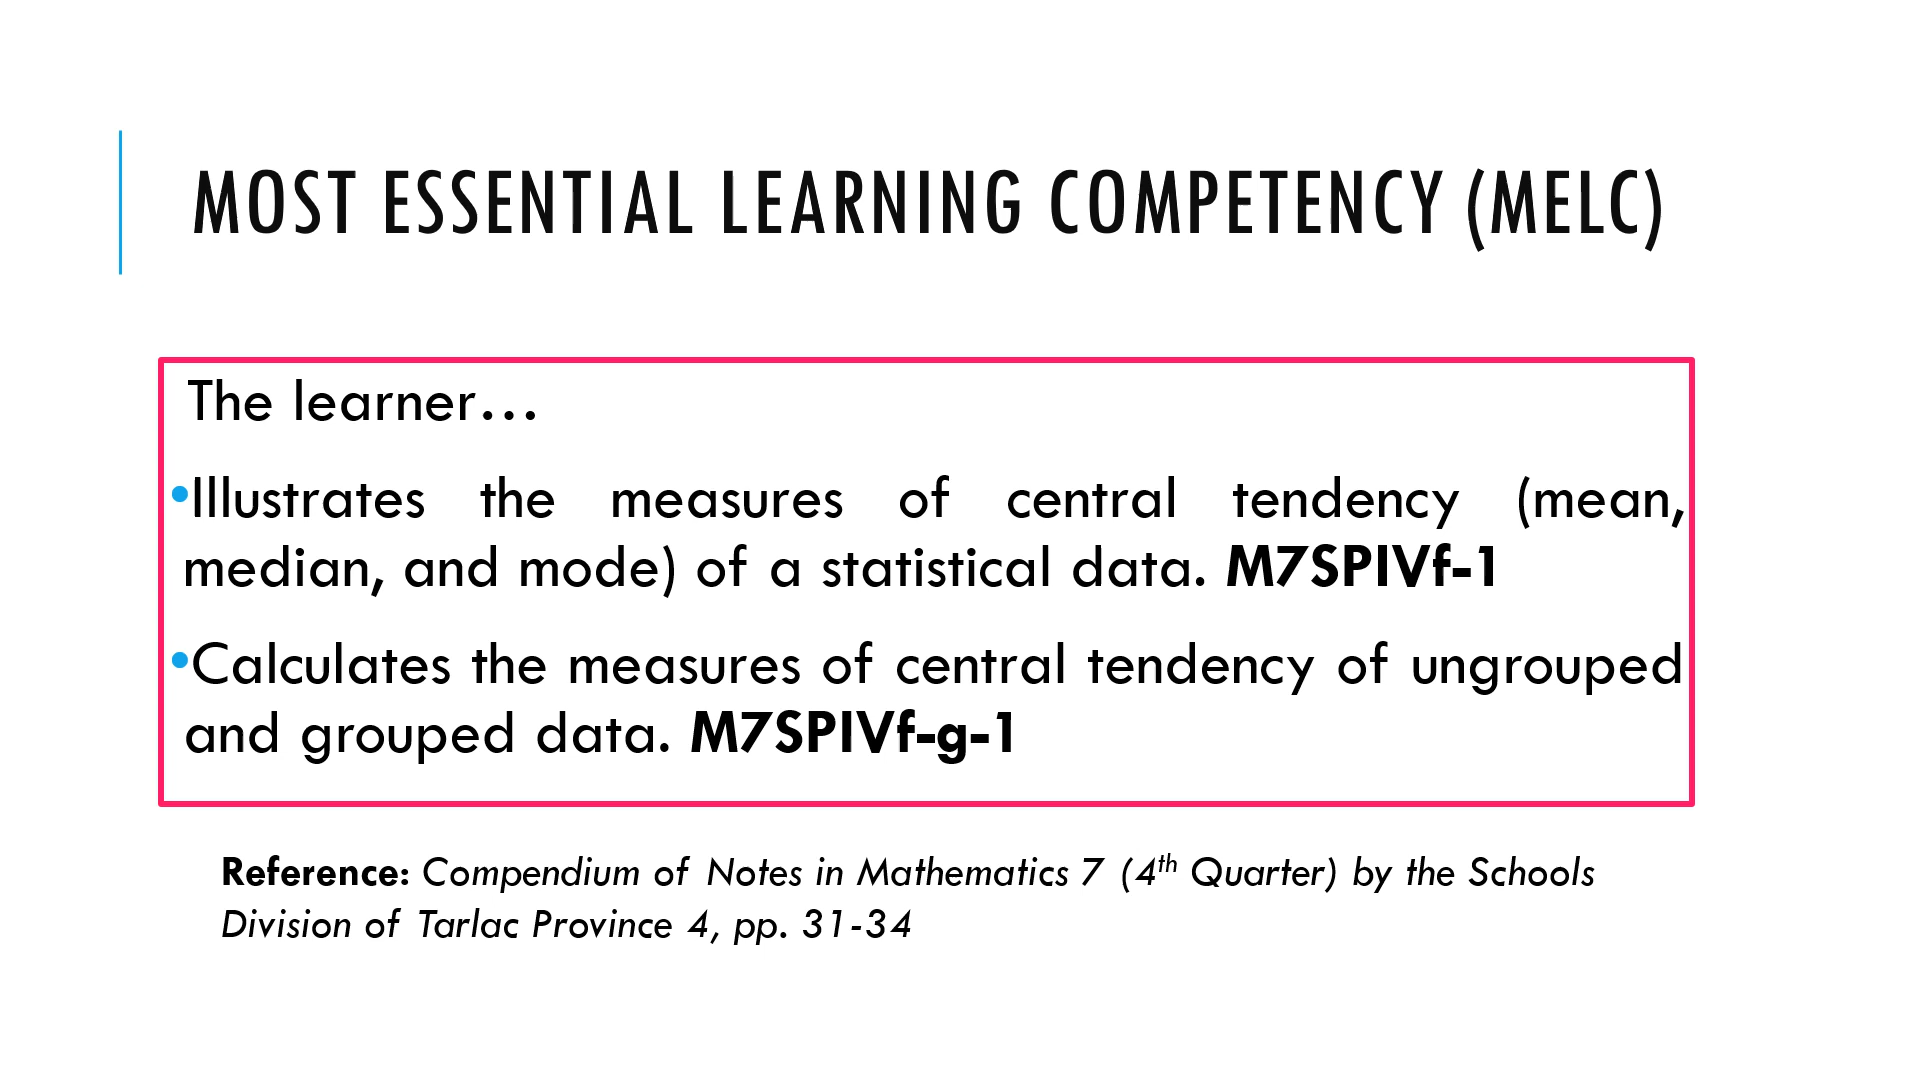 MOST ESSENTIAL LEARNING COMPETENCY (MELC)
The learner…
•Illustrates the measures of central tendency (mean,
median, and mode) of a statistical data. M7SPIVf-1
•Calculates the measures of central tendency of ungrouped
and grouped data. M7SPIVf-g-1
Reference: Compendium of Notes in Mathematics 7 (4th Quarter) by the Schools
Division of Tarlac Province 4, pp. 31-34